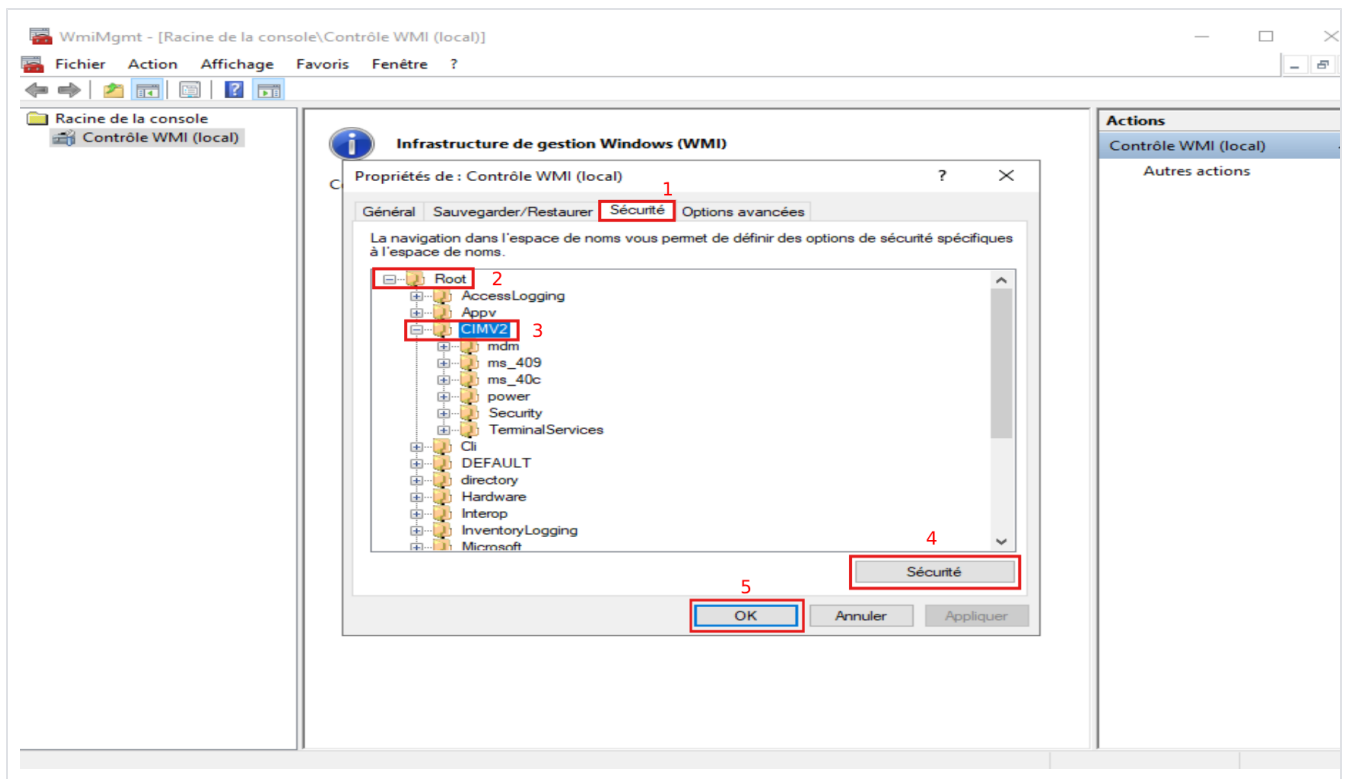 WmiMgmt - [Racine de la console\Contrôle WMI (local)]
Fichier Action Affichage Favoris Fenêtre ?
Racine de la console
Contrôle WMI (local)
Infrastructure de gestion Windows (WMI)
Propriétés de : Contrôle WMI (local) ?
1
Général Sauvegarder/Restaurer Sécurité Options avancées
La navigation dans l'espace de noms vous permet de définir des options de sécurité spécifiques
à l'espace de noms.
Root 2
AccessLogging
Appv
CIMV2 3
mdm
ms_409
ms_40c
power
Security
TerminalServices
Cli
DEFAULT
directory
Hardware
Interop
InventoryLogging
Microsoft
4
Sécurité
5
OK Annuler Appliquer
Actions
Contrôle WMI (local)
Autres actions